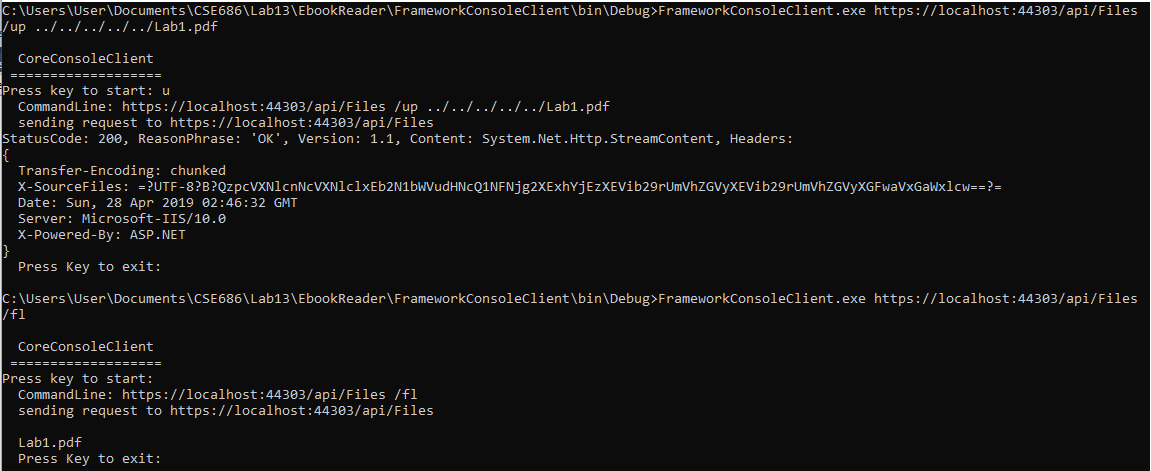 C:\Users\User\Documents\CSE686\Lab13\EbookReader\FrameworkConsoleClient\bin\Debug>FrameworkConsoleClient.exe https://localhost:44303/api/Files
/up ../../../../../Lab1.pdf
CoreConsoleClient
===================
Press key to start: u
CommandLine: https://localhost:44303/api/Files /up ../../../../../Lab1.pdf
sending request to https://localhost:44303/api/Files
StatusCode: 200, ReasonPhrase: 'OK', Version: 1.1, Content: System.Net.Http.StreamContent, Headers:
{
Transfer-Encoding: chunked
X-SourceFiles: =?UTF-8?B?QzpcVXNlcnNcVXNlclxEb2N1bWVudHNcQ1NFNjg2XExhYjEzXEVib29rUmVhZGVyXEVib29rUmVhZGVyXGFwaVxGaWxlcw==?=
Date: Sun, 28 Apr 2019 02:46:32 GMT
Server: Microsoft-IIS/10.0
X-Powered-By: ASP.NET
}
Press Key to exit:
C:\Users\User\Documents\CSE686\Lab13\EbookReader\FrameworkConsoleClient\bin\Debug>FrameworkConsoleClient.exe https://localhost:44303/api/Files
/fl
CoreConsoleClient
===================
Press key to start:
CommandLine: https://localhost:44303/api/Files /fl
sending request to https://localhost:44303/api/Files
Lab1.pdf
Press Key to exit: